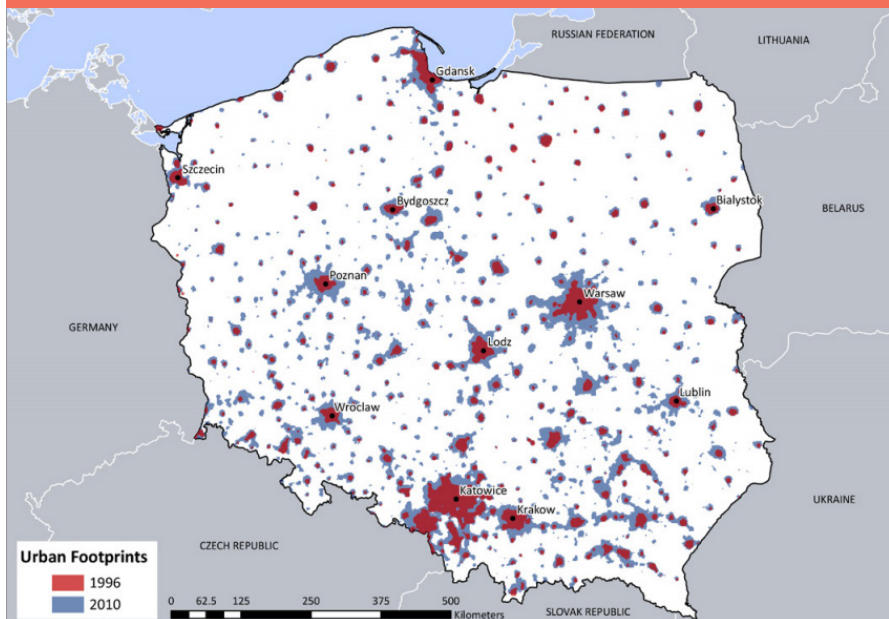 RUSSIAN FEDERATION
LITHUANIA
Gdansk
Szczecin
Bydgoszcz
Bialystok
BELARUS
Poznan
Warsaw
GERMANY
Lodz
Lublin
Wroclaw
Katowice
UKRAINE
Krakow
CZECH REPUBLIC
Urban Footprints
1996
2010
0 62.5 125 250 375 500
Kilometers
SLOVAK REPUBLIC